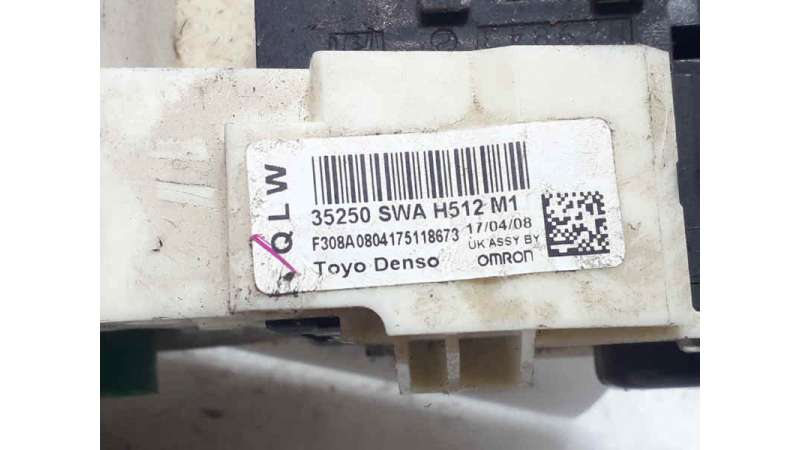 QLW
35250 SWA H512 M1
F308A0804175118673
17/04/08
UK ASSY BY
Toyo Denso
OMRON